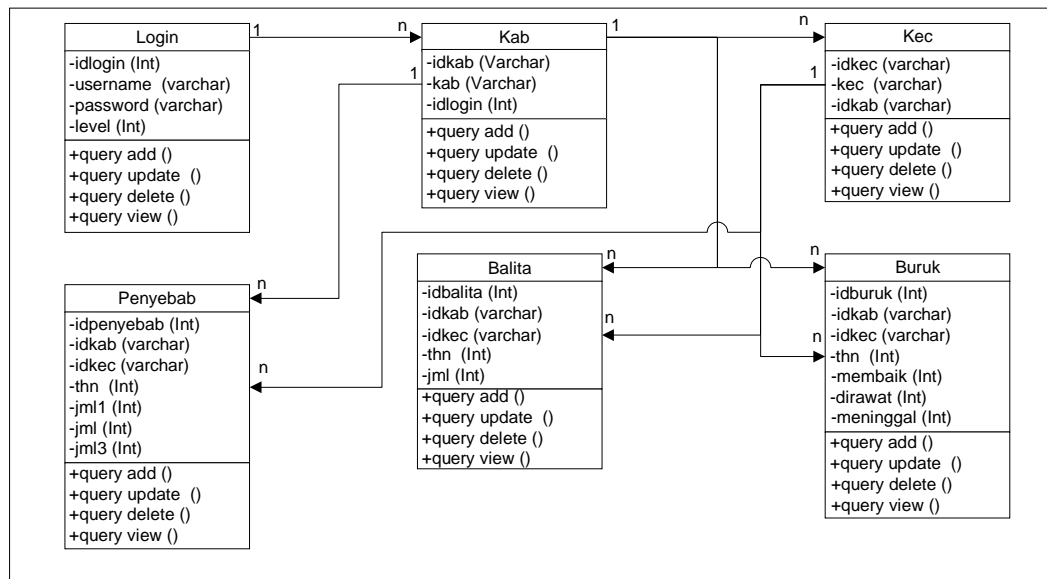 Login
-idlogin (Int)
-username (varchar)
-password (varchar)
-level (Int)
+query add ()
+query update ()
+query delete ()
+query view ()
1
n
Kab
-idkab (Varchar)
-kab (Varchar)
-idlogin (Int)
+query add ()
+query update ()
+query delete ()
+query view ()
1
1
n
Kec
-idkec (varchar)
-kec (varchar)
-idkab (varchar)
+query add ()
+query update ()
+query delete ()
+query view ()
1
n
Penyebab
-idpenyebab (Int)
-idkab (varchar)
-idkec (varchar)
-thn (Int)
-jml1 (Int)
-jml (Int)
-jml3 (Int)
+query add ()
+query update ()
+query delete ()
+query view ()
n
Balita
-idbalita (Int)
-idkab (varchar)
-idkec (varchar)
-thn (Int)
-jml (Int)
+query add ()
+query update ()
+query delete ()
+query view ()
n
n
n
Buruk
-iduruk (Int)
-idkab (varchar)
-idkec (varchar)
-thn (Int)
-membaik (Int)
-dirawat (Int)
-meninggal (Int)
+query add ()
+query update ()
+query delete ()
+query view ()
n